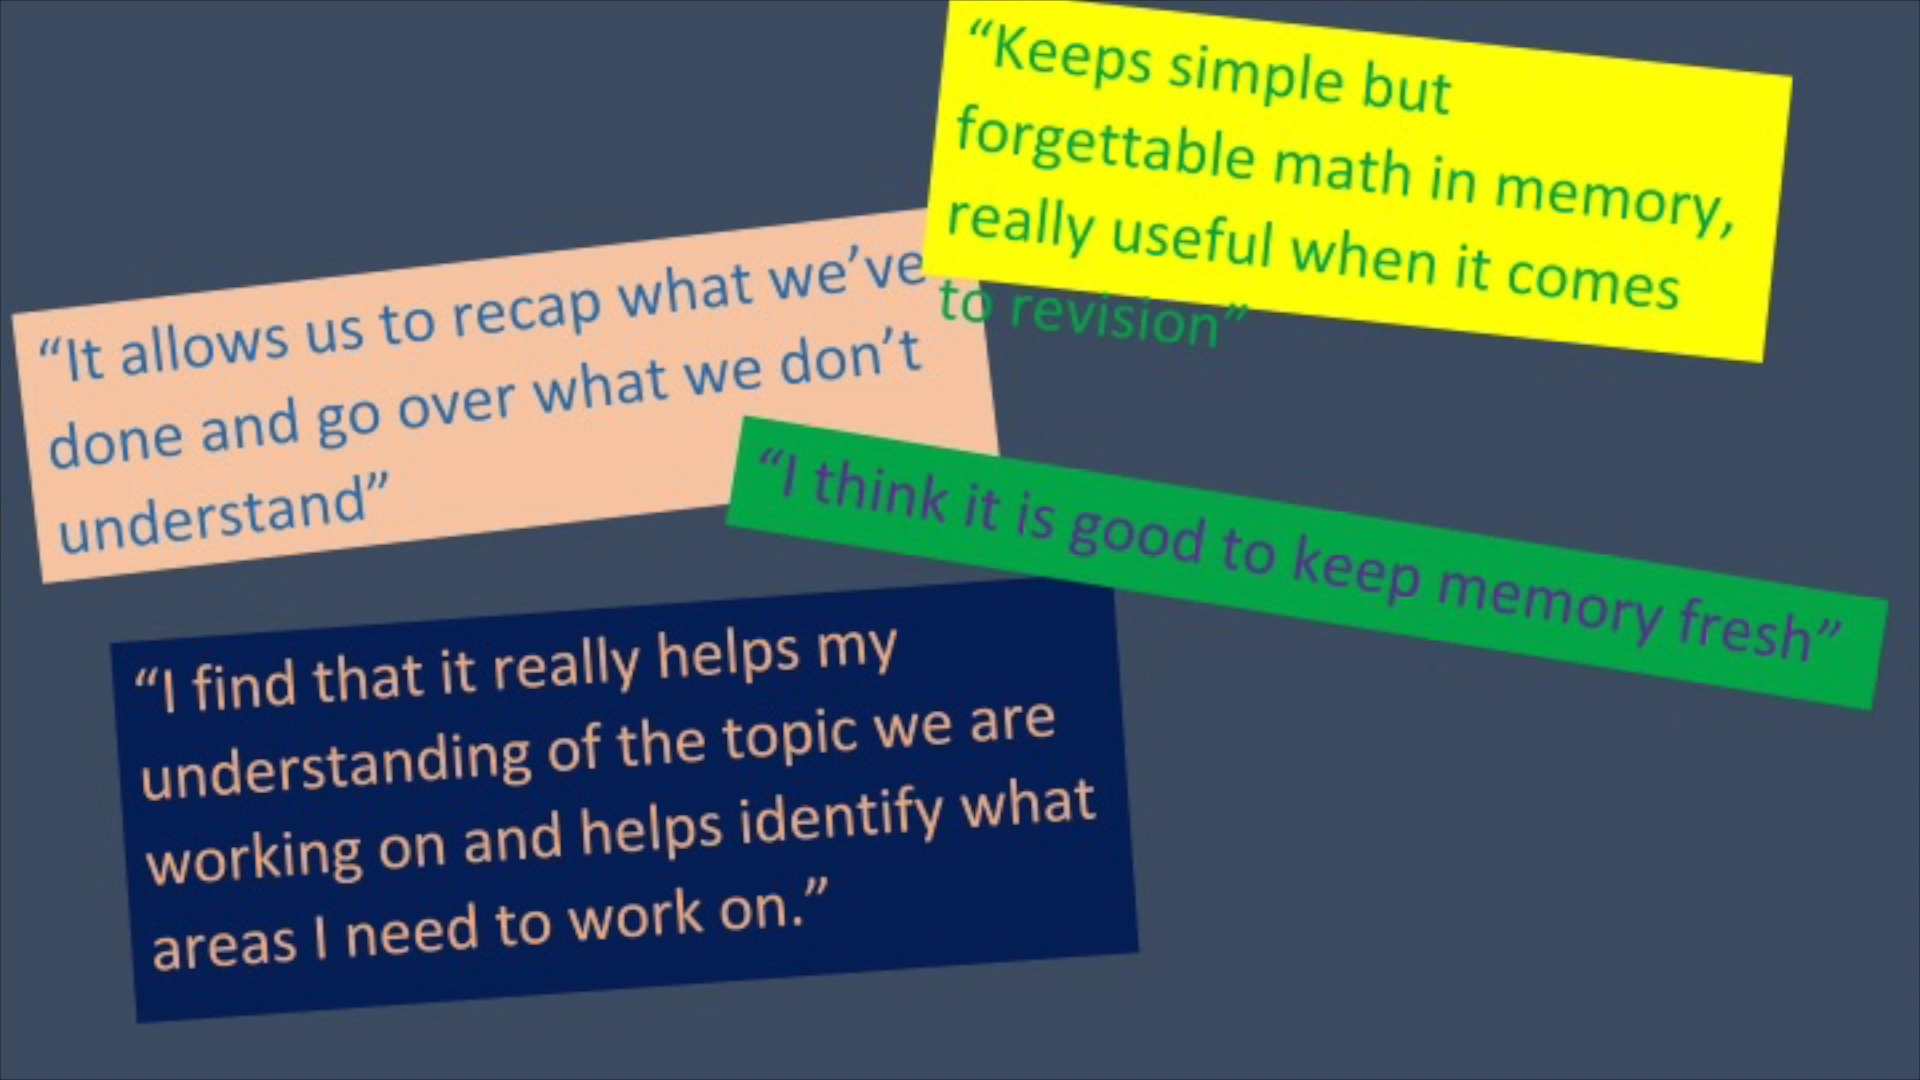 “Keeps simple but
forgettable math in memory,
really useful when it comes
to revision”
“It allows us to recap what we’ve
done and go over what we don’t
understand”
“I think it is good to keep memory fresh”
“I find that it really helps my
understanding of the topic we are
working on and helps identify what
areas I need to work on.”